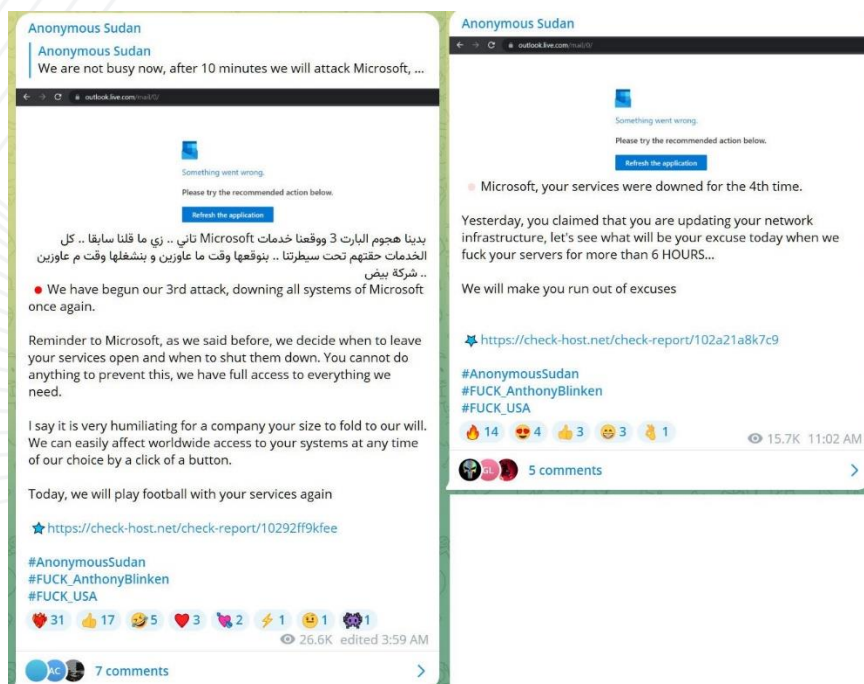 Anonymous Sudan
Anonymous Sudan
We are not busy now, after 10 minutes we will attack Microsoft, ...
outlook.live.com/mail/0/
Something went wrong.
Please try the recommended action below.
Refresh the application
بدينا هجوم البارت 3 ووقعنا خدمات Microsoft تاني .. زي ما قلنا سابقا .. كل
الخدمات حقتهم تحت سيطرتنا .. بنوقعها وقت ما عاوزين و بنشغلها وقت م عاوزين
.. شركة بيض
We have begun our 3rd attack, downing all systems of Microsoft
once again.
Reminder to Microsoft, as we said before, we decide when to leave
your services open and when to shut them down. You cannot do
anything to prevent this, we have full access to everything we
need.
I say it is very humiliating for a company your size to fold to our will.
We can easily affect worldwide access to your systems at any time
of our choice by a click of a button.
Today, we will play football with your services again
https://check-host.net/check-report/10292ff9kfee
#AnonymousSudan
#FUCK_AnthonyBlinken
#FUCK_USA
31 17 5 3 2 1 1 1
26.6K edited 3:59 AM
AC
7 comments
Anonymous Sudan
outlook.live.com/mail/0/
Something went wrong.
Please try the recommended action below.
Refresh the application
Microsoft, your services were downed for the 4th time.
Yesterday, you claimed that you are updating your network
infrastructure, let's see what will be your excuse today when we
fuck your servers for more than 6 HOURS...
We will make you run out of excuses
https://check-host.net/check-report/102a21a8k7c9
#AnonymousSudan
#FUCK_AnthonyBlinken
#FUCK_USA
14 4 3 3 1
15.7K 11:02 AM
GL
5 comments